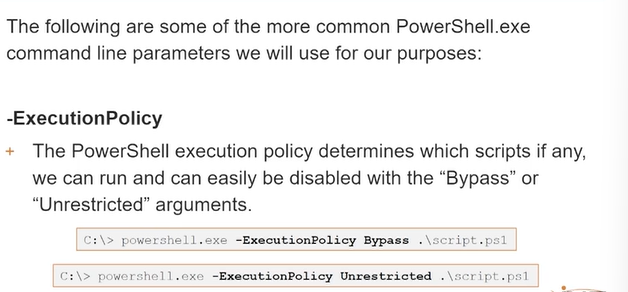 The following are some of the more common PowerShell.exe
command line parameters we will use for our purposes:
-ExecutionPolicy
+ The PowerShell execution policy determines which scripts if any,
we can run and can easily be disabled with the “Bypass” or
“Unrestricted” arguments.
C:\> powershell.exe -ExecutionPolicy Bypass .\script.ps1
C:\> powershell.exe -ExecutionPolicy Unrestricted .\script.ps1